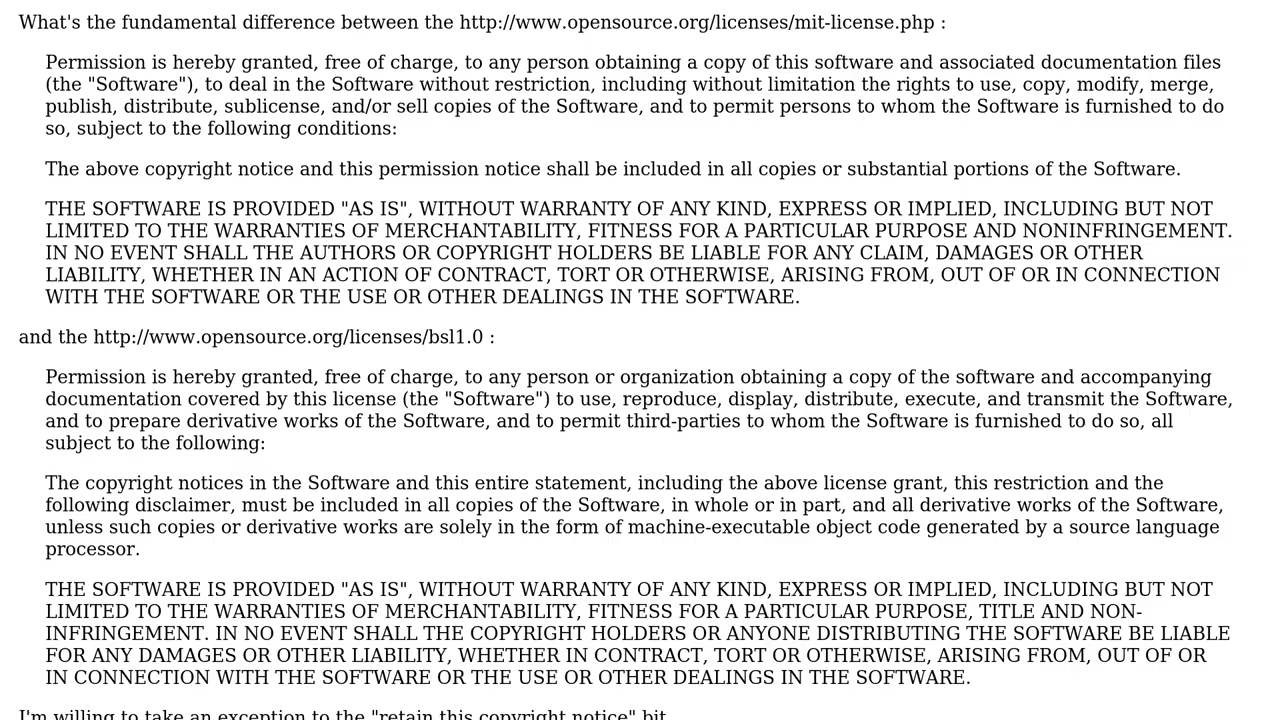 What's the fundamental difference between the http://www.opensource.org/licenses/mit-license.php :
Permission is hereby granted, free of charge, to any person obtaining a copy of this software and associated documentation files
(the "Software"), to deal in the Software without restriction, including without limitation the rights to use, copy, modify, merge,
publish, distribute, sublicense, and/or sell copies of the Software, and to permit persons to whom the Software is furnished to do
so, subject to the following conditions:
The above copyright notice and this permission notice shall be included in all copies or substantial portions of the Software.
THE SOFTWARE IS PROVIDED "AS IS", WITHOUT WARRANTY OF ANY KIND, EXPRESS OR IMPLIED, INCLUDING BUT NOT
LIMITED TO THE WARRANTIES OF MERCHANTABILITY, FITNESS FOR A PARTICULAR PURPOSE AND NONINFRINGEMENT.
IN NO EVENT SHALL THE AUTHORS OR COPYRIGHT HOLDERS BE LIABLE FOR ANY CLAIM, DAMAGES OR OTHER
LIABILITY, WHETHER IN AN ACTION OF CONTRACT, TORT OR OTHERWISE, ARISING FROM, OUT OF OR IN CONNECTION
WITH THE SOFTWARE OR THE USE OR OTHER DEALINGS IN THE SOFTWARE.
and the http://www.opensource.org/licenses/bsl1.0 :
Permission is hereby granted, free of charge, to any person or organization obtaining a copy of the software and accompanying
documentation covered by this license (the "Software") to use, reproduce, display, distribute, execute, and transmit the Software,
and to prepare derivative works of the Software, and to permit third-parties to whom the Software is furnished to do so, all
subject to the following:
The copyright notices in the Software and this entire statement, including the above license grant, this restriction and the
following disclaimer, must be included in all copies of the Software, in whole or in part, and all derivative works of the Software,
unless such copies or derivative works are solely in the form of machine-executable object code generated by a source language
processor.
THE SOFTWARE IS PROVIDED "AS IS", WITHOUT WARRANTY OF ANY KIND, EXPRESS OR IMPLIED, INCLUDING BUT NOT
LIMITED TO THE WARRANTIES OF MERCHANTABILITY, FITNESS FOR A PARTICULAR PURPOSE, TITLE AND NON-
INFRINGEMENT. IN NO EVENT SHALL THE COPYRIGHT HOLDERS OR ANYONE DISTRIBUTING THE SOFTWARE BE LIABLE
FOR ANY DAMAGES OR OTHER LIABILITY, WHETHER IN CONTRACT, TORT OR OTHERWISE, ARISING FROM, OUT OF OR
IN CONNECTION WITH THE SOFTWARE OR THE USE OR OTHER DEALINGS IN THE SOFTWARE.
I'm willing to take an exception to the "retain this copyright notice" bit